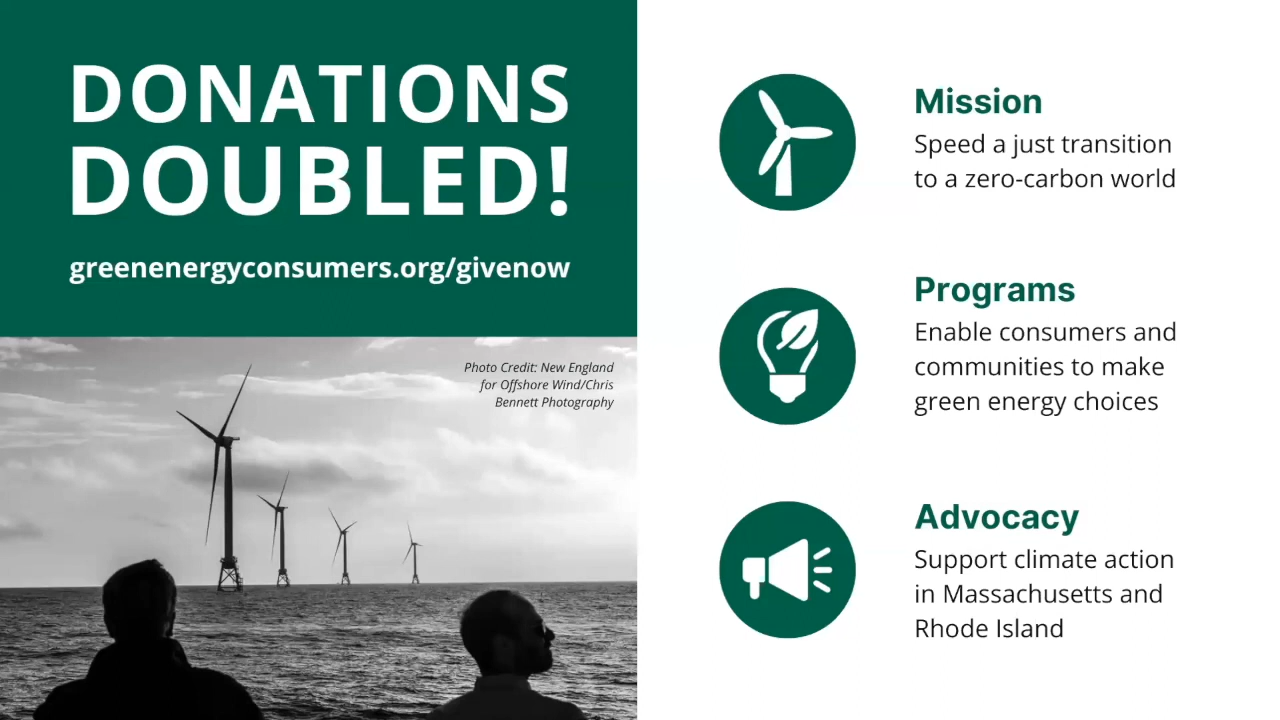 DONATIONS
DOUBLED!
greenenergyconsumers.org/givenow
Photo Credit: New England
for Offshore Wind/Chris
Bennett Photography
Mission
Speed a just transition
to a zero-carbon world
Programs
Enable consumers and
communities to make
green energy choices
Advocacy
Support climate action
in Massachusetts and
Rhode Island